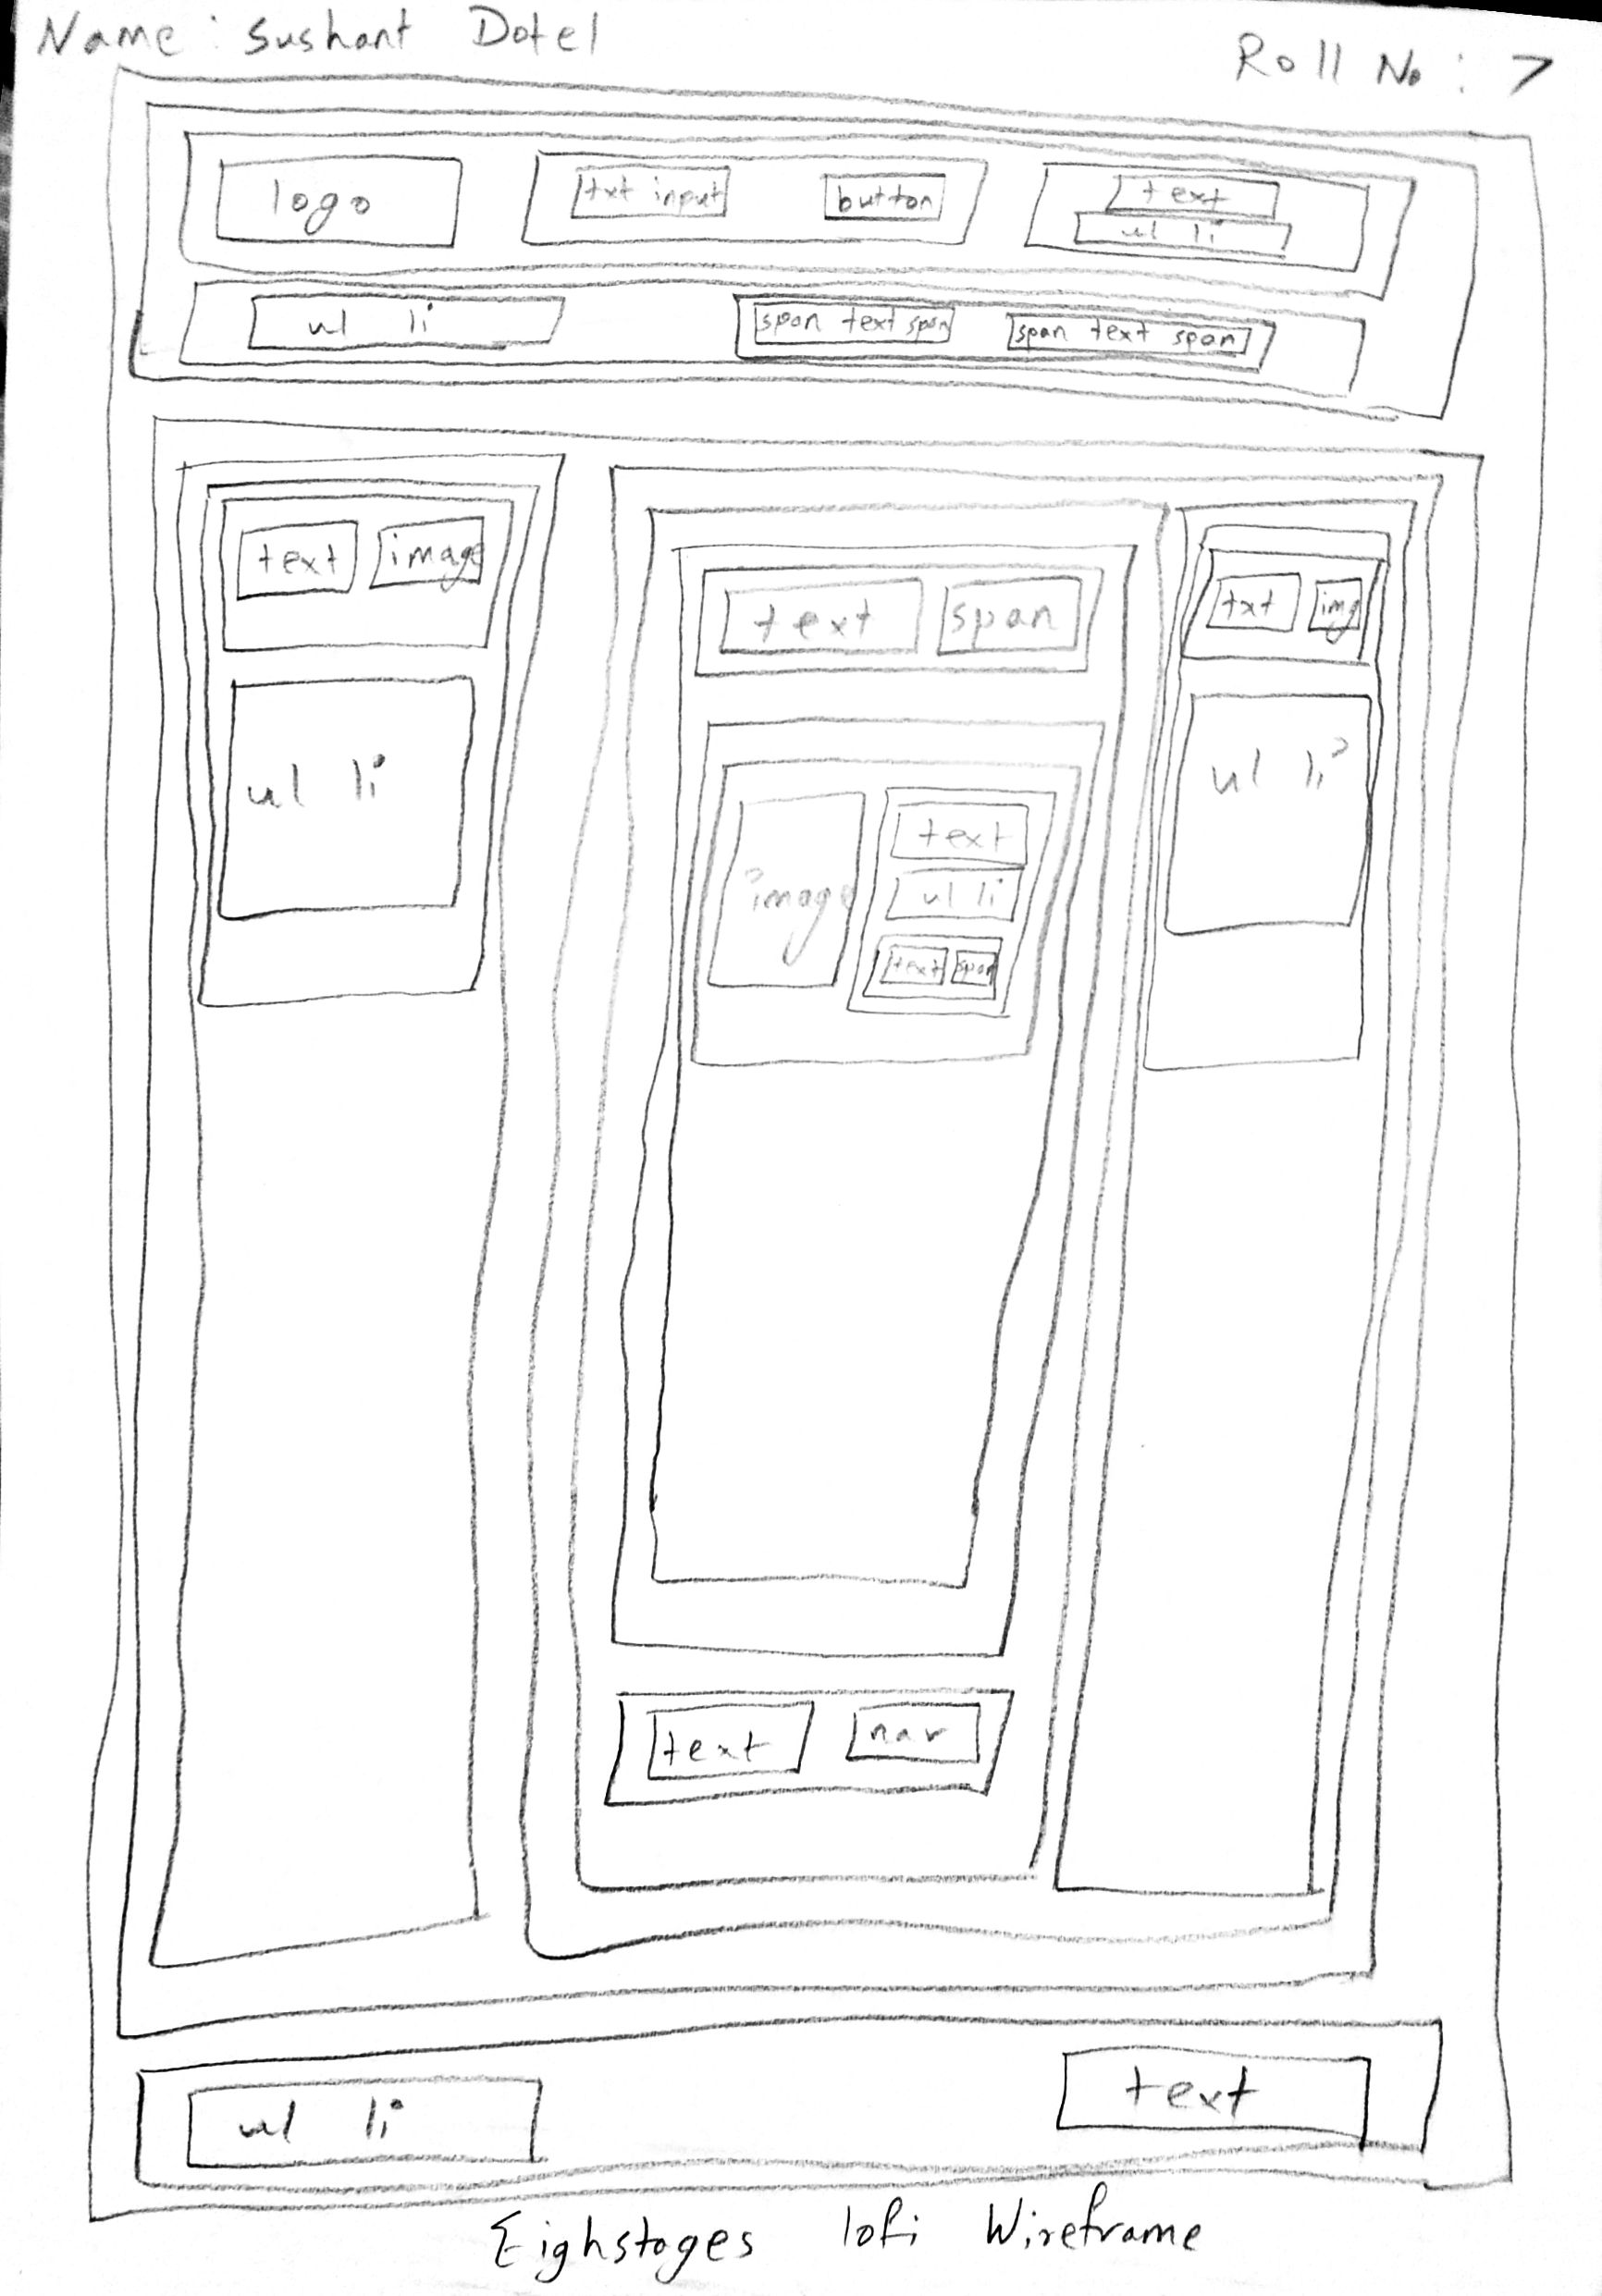 Name : Sushant Dotel
Roll No : 7
logo
txt input
button
text
ul li
ul li
span text span
span text span
text image
ul li
text span
image
text
ul li
text span
txt img
ul li
text nav
ul li
text
Eighstages lofi Wireframe